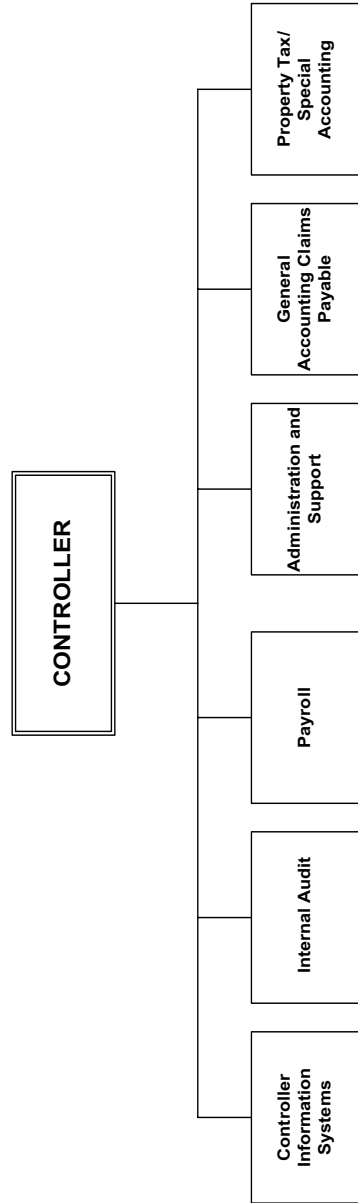 CONTROLLER
Controller
Information
Systems
Internal Audit
Payroll
Administration and
Support
General
Accounting Claims
Payable
Property Tax/
Special
Accounting